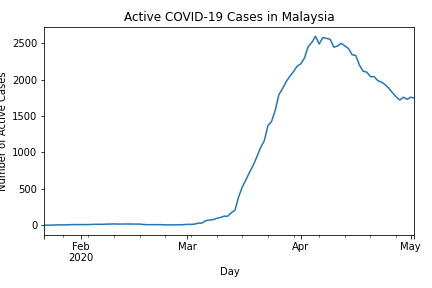 Active COVID-19 Cases in Malaysia
Number of Active Cases
2500
2000
1500
1000
500
0
Feb
2020
Mar
Apr
May
Day